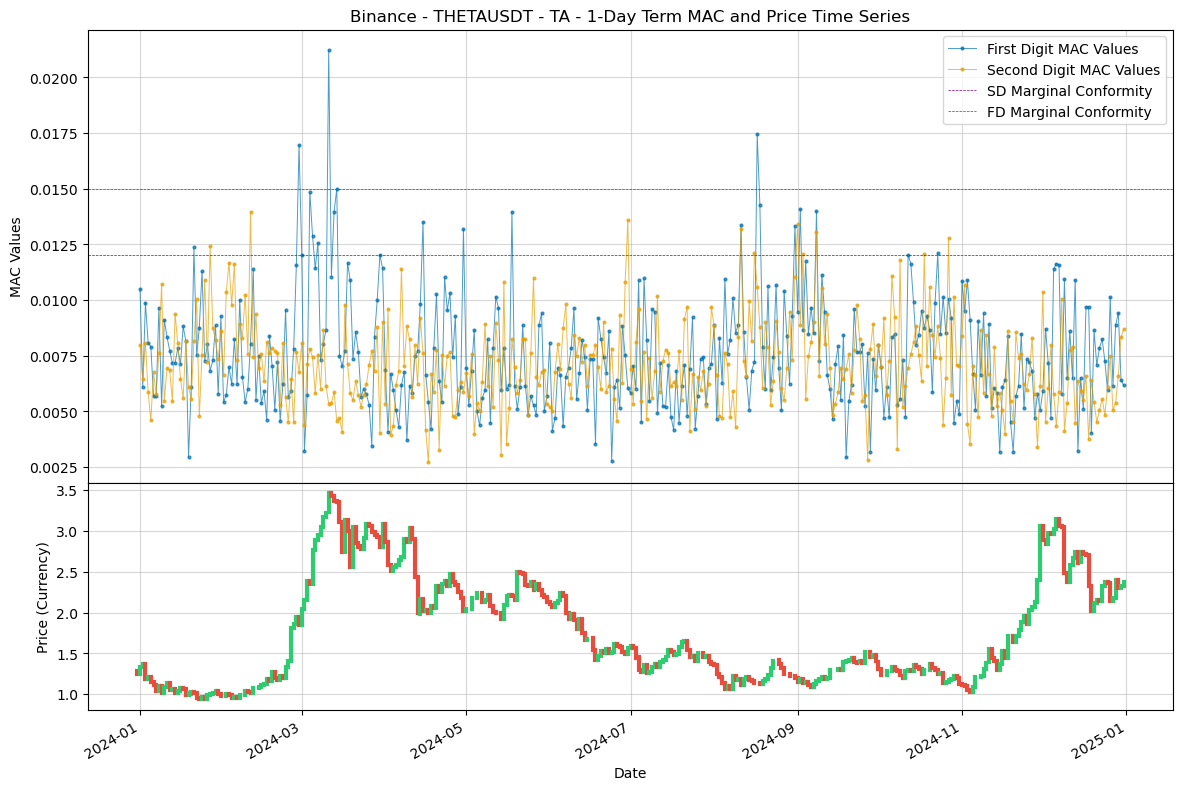 Binance - THETAUSDT - TA - 1-Day Term MAC and Price Time Series
First Digit MAC Values
Second Digit MAC Values
SD Marginal Conformity
FD Marginal Conformity
MAC Values
0.0200
0.0175
0.0150
0.0125
0.0100
0.0075
0.0050
0.0025
Price (Currency)
3.5
3.0
2.5
2.0
1.5
1.0
2024-01
2024-03
2024-05
2024-07
2024-09
2024-11
2025-01
Date